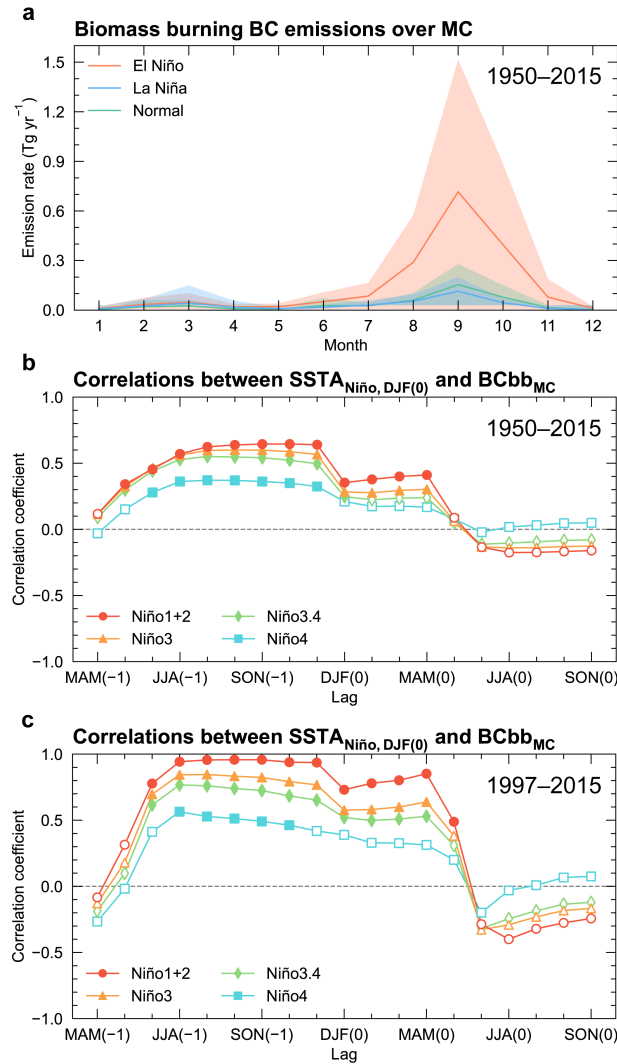 a
Biomass burning BC emissions over MC
El Niño
La Niña
Normal
1950–2015
1.5
1.2
0.9
0.6
0.3
0.0
Emission rate (Tg yr⁻¹)
1 2 3 4 5 6 7 8 9 10 11 12
Month
b
Correlations between SSTA_Niño, DJF(0) and BCbb_MC
1950–2015
1.0
0.5
0.0
−0.5
−1.0
Correlation coefficient
Niño1+2 Niño3.4
Niño3 Niño4
MAM(−1) JJA(−1) SON(−1) DJF(0) MAM(0) JJA(0) SON(0)
Lag
c
Correlations between SSTA_Niño, DJF(0) and BCbb_MC
1997–2015
1.0
0.5
0.0
−0.5
−1.0
Correlation coefficient
Niño1+2 Niño3.4
Niño3 Niño4
MAM(−1) JJA(−1) SON(−1) DJF(0) MAM(0) JJA(0) SON(0)
Lag